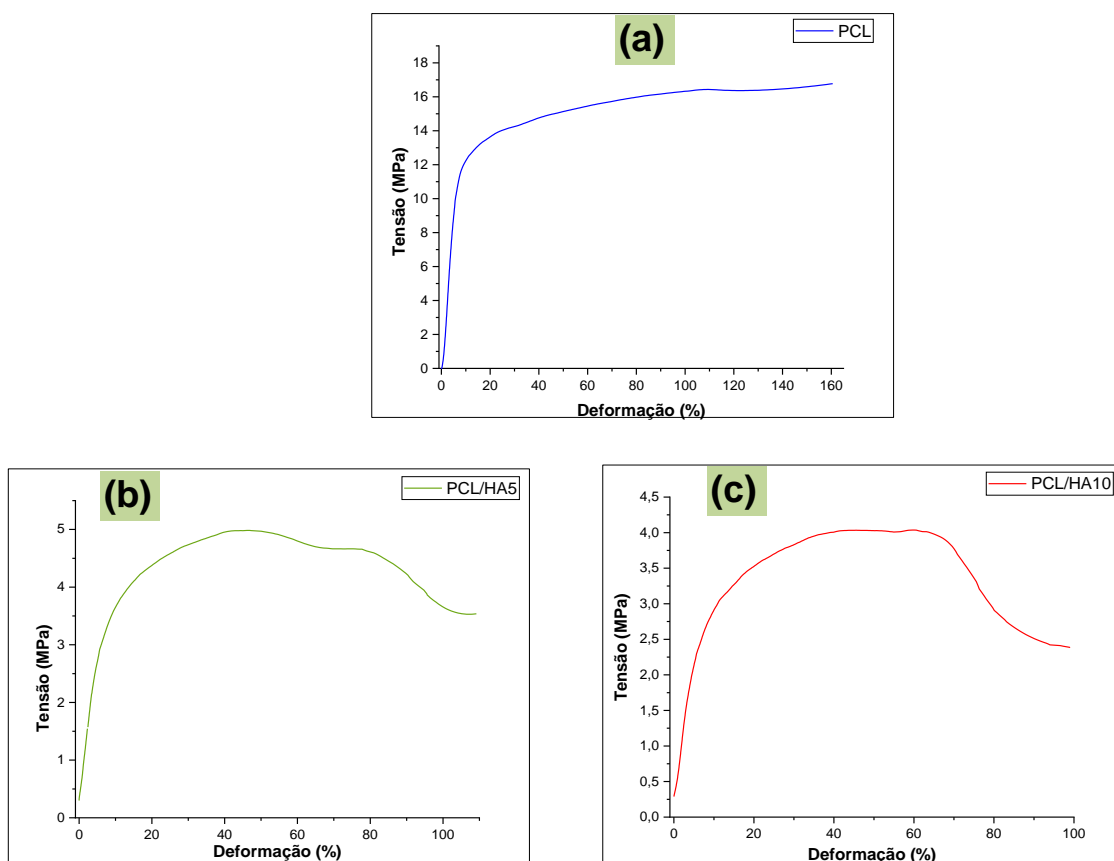 (a)
PCL
18
16
14
12
10
8
6
4
2
0
Tensão (MPa)
0 20 40 60 80 100 120 140 160
Deformação (%)
(b)
PCL/HA5
5
4
3
2
1
0
Tensão (MPa)
0 20 40 60 80 100
Deformação (%)
(c)
PCL/HA10
4,5
4,0
3,5
3,0
2,5
2,0
1,5
1,0
0,5
0,0
Tensão (MPa)
0 20 40 60 80 100
Deformação (%)